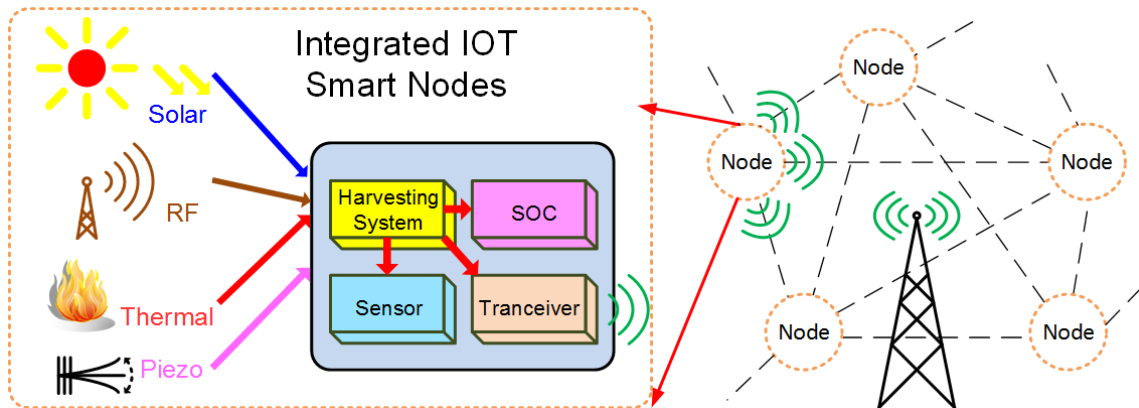 Integrated IOT
Smart Nodes
Solar
RF
Thermal
Piezo
Harvesting
System
SOC
Sensor
Tranceiver
Node
Node
Node
Node
Node